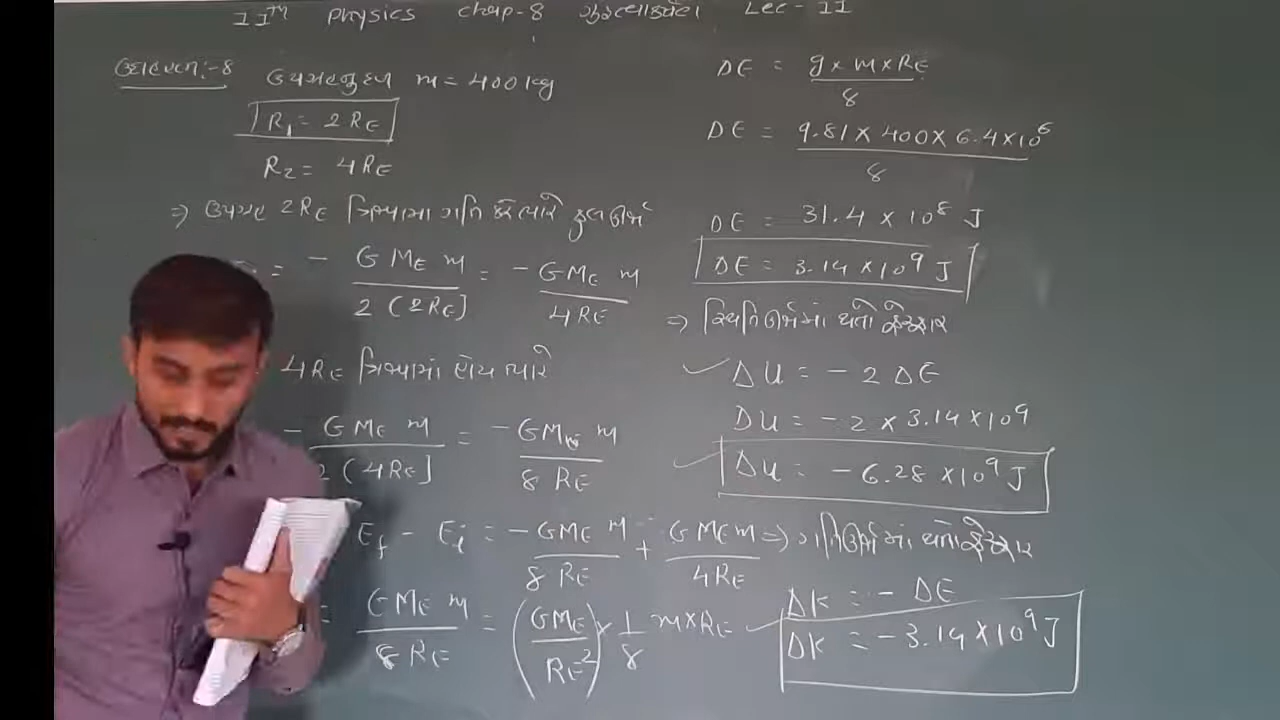 11TH Physics Chap-8 ગુરુત્વાકર્ષણ Lec-11
ઉદાહરણ:-8 ઉપગ્રહનું દળ m = 400 kg
R₁ = 2RE
R₂ = 4RE
⇒ ઉપગ્રહ 2RE ત્રિજ્યામાં ગતિ કરે ત્યારે કુલ ઊર્જા
= - GME m / 2(2RE] = - GME m / 4RE
4RE ત્રિજ્યામાં હોય ત્યારે
- GME m / 2(4RE] = - GM m / 8RE
Ef - Ei = - GME m / 8RE + GME m / 4RE
= GME m / 8RE = (GME / RE²) × 1/8 m×RE
ΔE = g×m×RE / 8
ΔE = 9.81 × 400 × 6.4×10⁶ / 8
ΔE = 31.4 × 10⁸ J
ΔE = 3.14 × 10⁹ J
⇒ સ્થિતિઊર્જામાં થતો ફેરફાર
✓ ΔU = - 2 ΔE
ΔU = - 2 × 3.14×10⁹
✓ ΔU = - 6.28 ×10⁹ J
⇒ ગતિઊર્જામાં થતો ફેરફાર
ΔK = - ΔE
✓ ΔK = - 3.14×10⁹ J